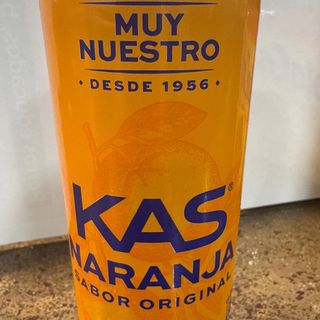 MUY
NUESTRO
• DESDE 1956 •
KAS®
NARANJA
SABOR ORIGINAL